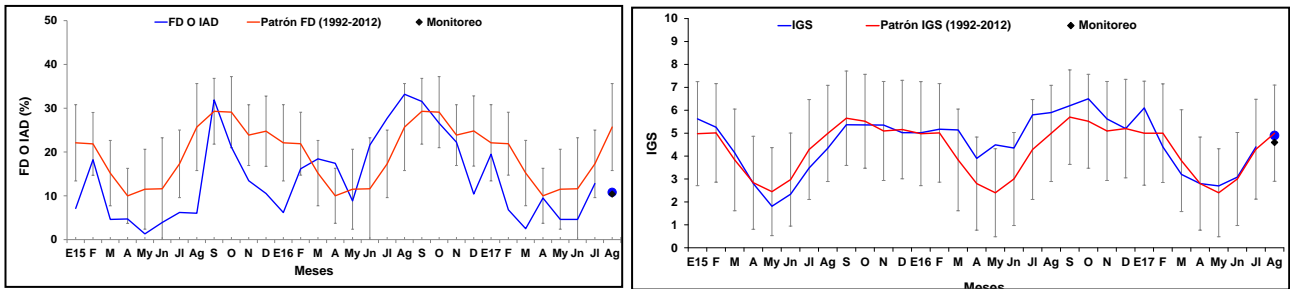 FD O IAD
Patrón FD (1992-2012)
Monitoreo
50
40
30
20
10
0
FD O IAD (%)
E15 F M A My Jn Jl Ag S O N D E16 F M A My Jn Jl Ag S O N D E17 F M A My Jn Jl Ag
Meses
IGS
Patrón IGS (1992-2012)
Monitoreo
10
9
8
7
6
5
4
3
2
1
0
IGS
E15 F M A My Jn Jl Ag S O N D E16 F M A My Jn Jl Ag S O N D E17 F M A My Jn Jl Ag
Meses